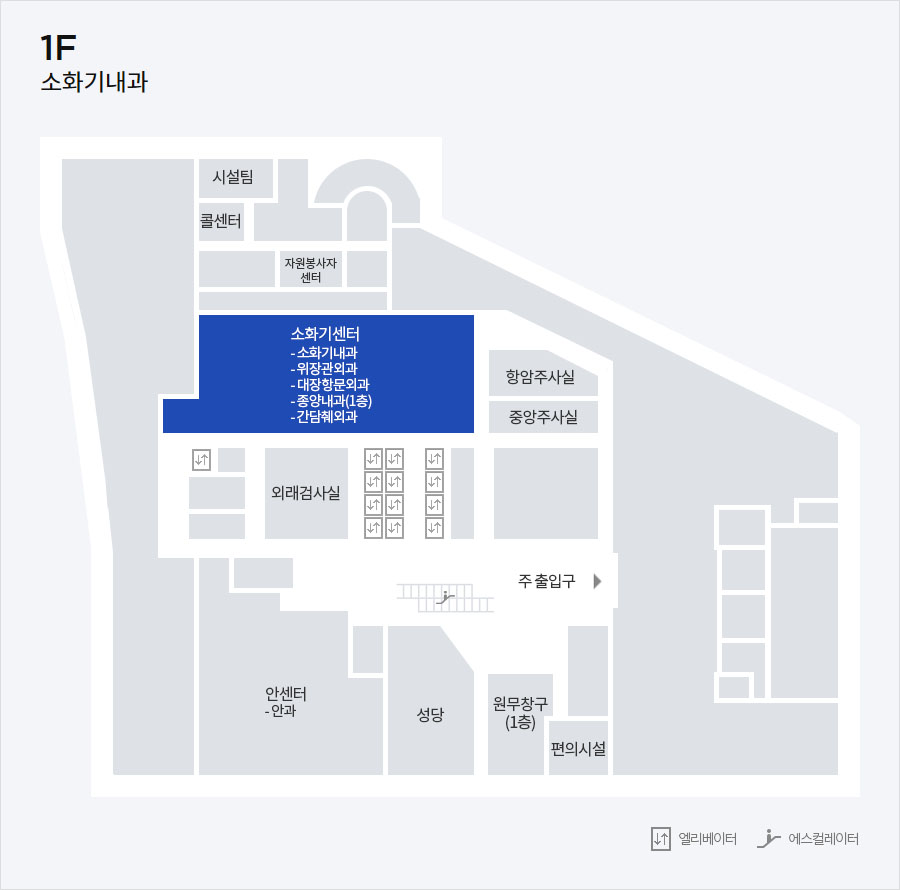 1F
소화기내과
시설팀
콜센터
자원봉사자
센터
소화기센터
- 소화기내과
- 위장관외과
- 대장항문외과
- 종양내과(1층)
- 간담췌외과
항암주사실
중앙주사실
외래검사실
주 출입구
안센터
- 안과
성당
원무창구
(1층)
편의시설
엘리베이터
에스컬레이터